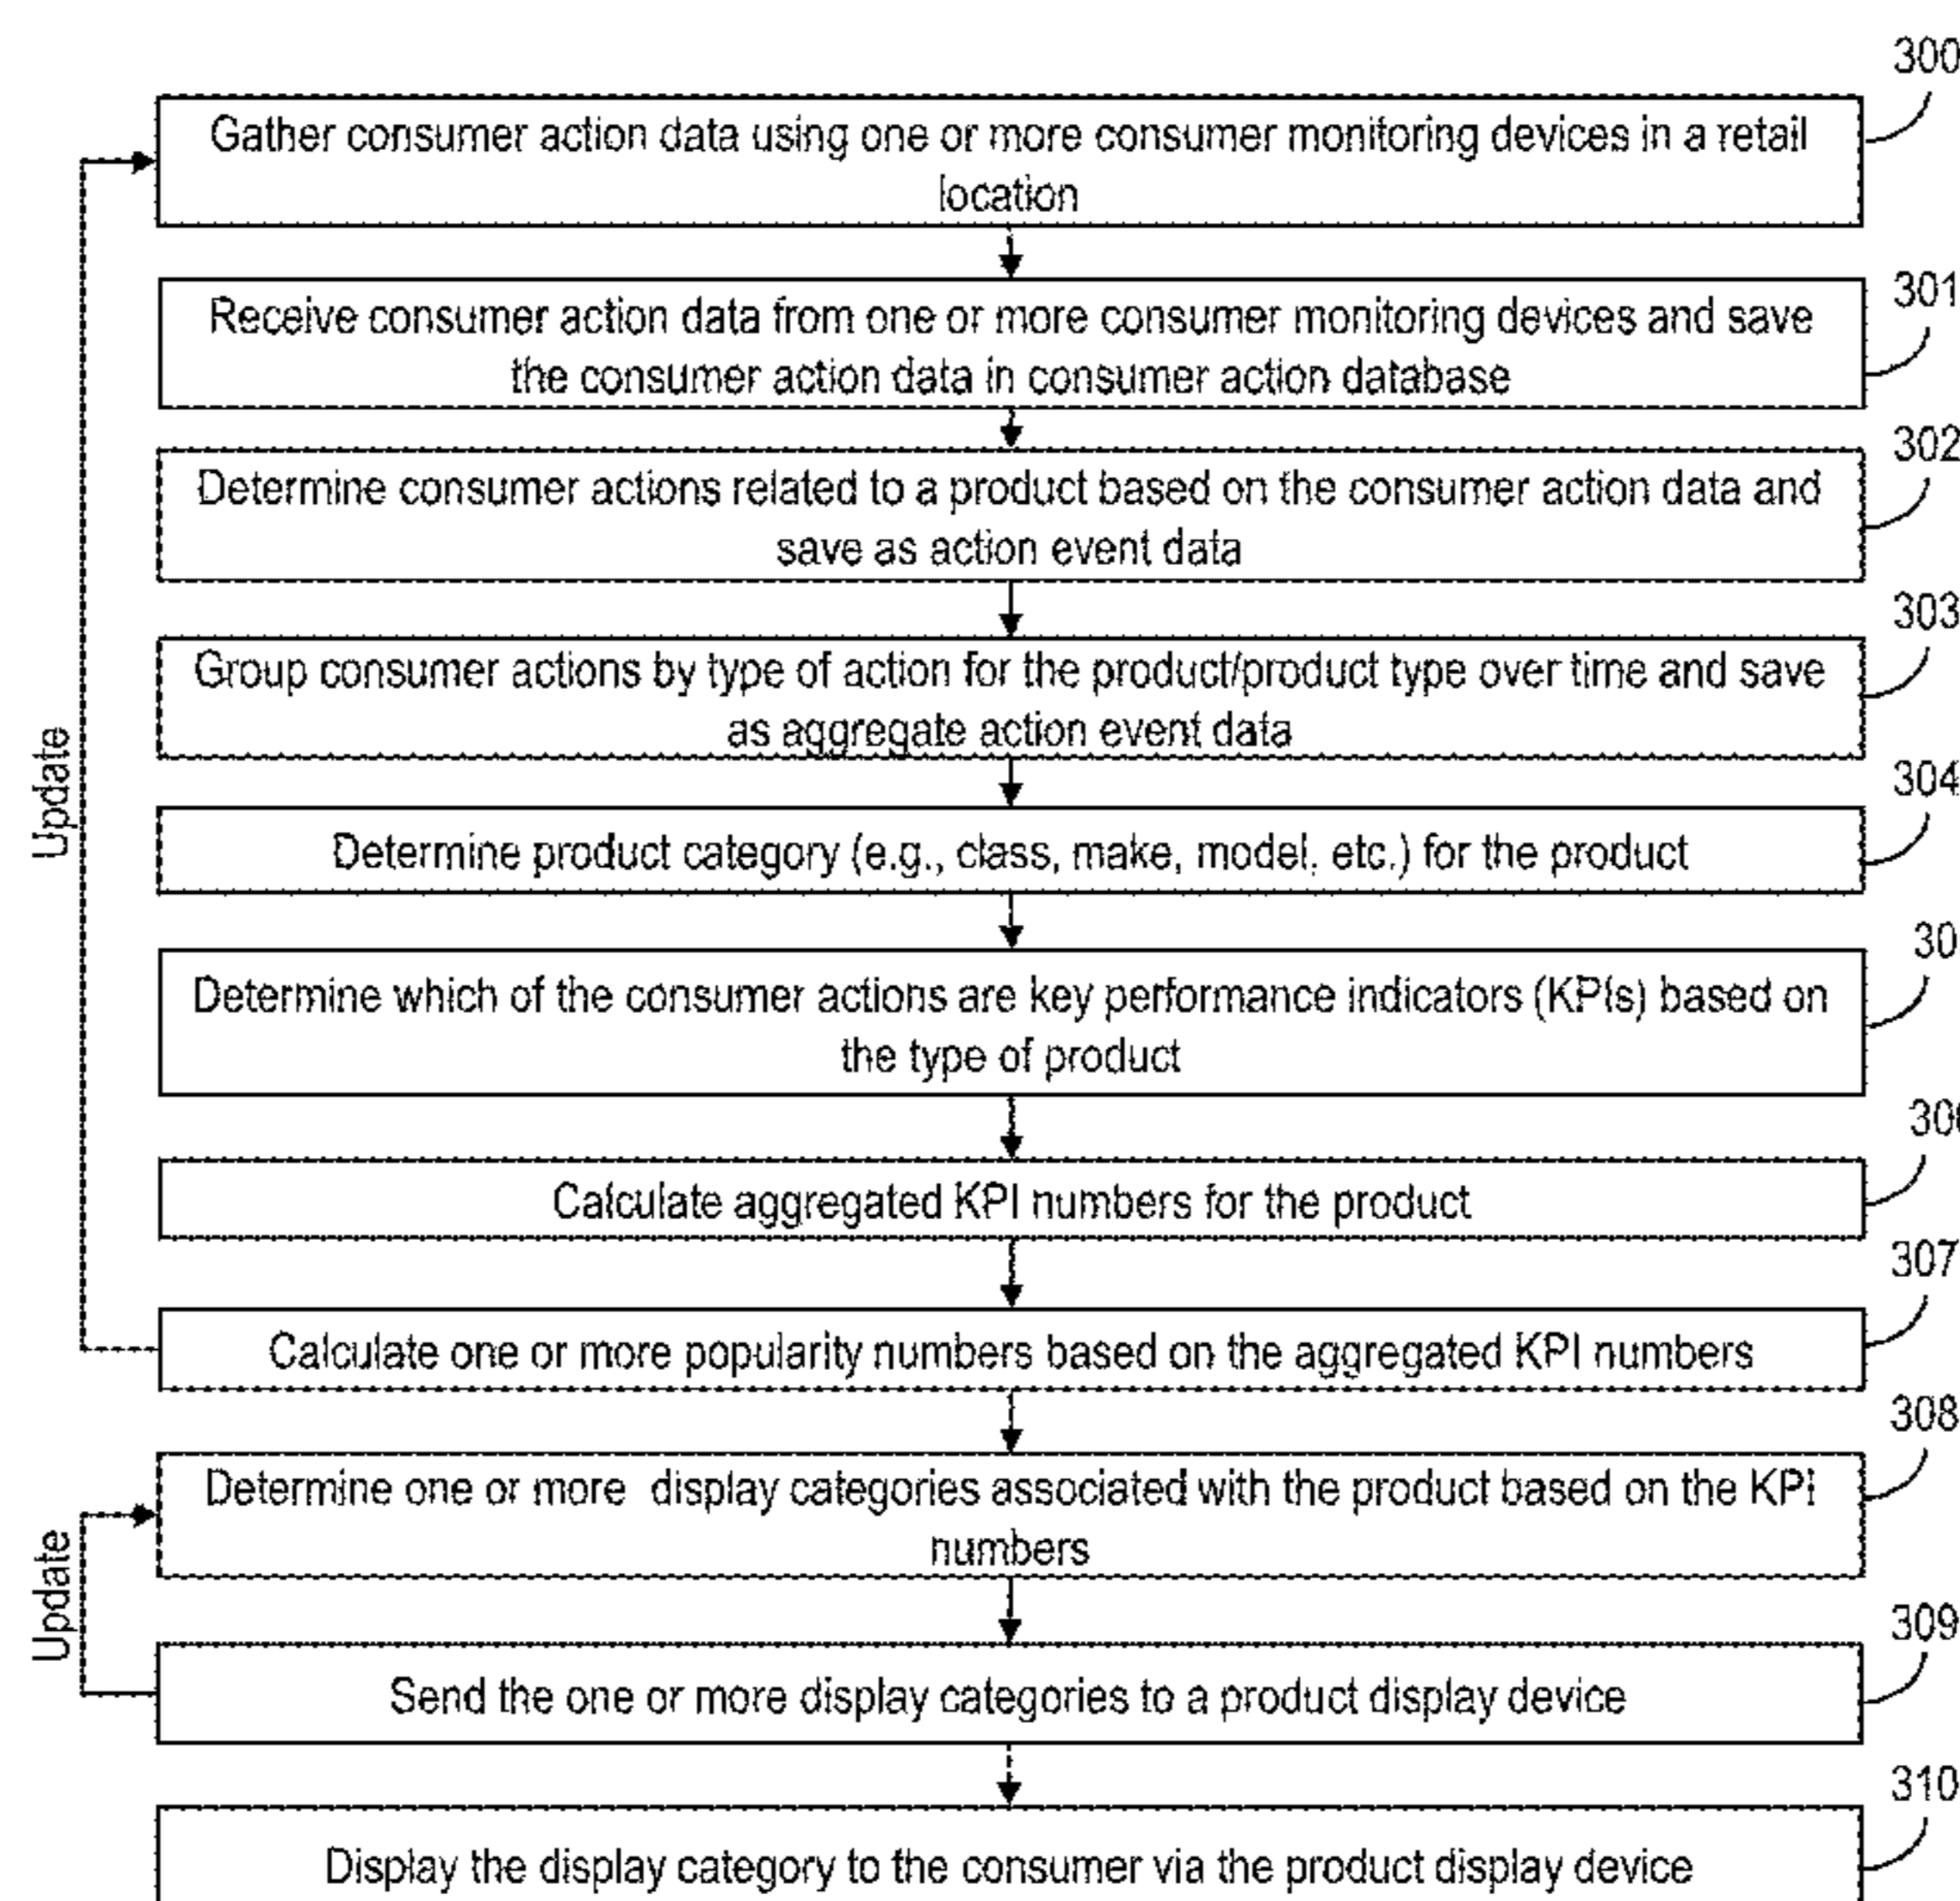 300
Gather consumer action data using one or more consumer monitoring devices in a retail
location
301
Receive consumer action data from one or more consumer monitoring devices and save
the consumer action data in consumer action database
302
Determine consumer actions related to a product based on the consumer action data and
save as action event data
303
Group consumer actions by type of action for the product/product type over time and save
as aggregate action event data
304
Determine product category (e.g., class, make, model, etc.) for the product
30
Determine which of the consumer actions are key performance indicators (KPIs) based on
the type of product
Calculate aggregated KPI numbers for the product
307
Calculate one or more popularity numbers based on the aggregated KPI numbers
Update
308
Determine one or more display categories associated with the product based on the KPI
numbers
309
Send the one or more display categories to a product display device
Update
310
Display the display category to the consumer via the product display device